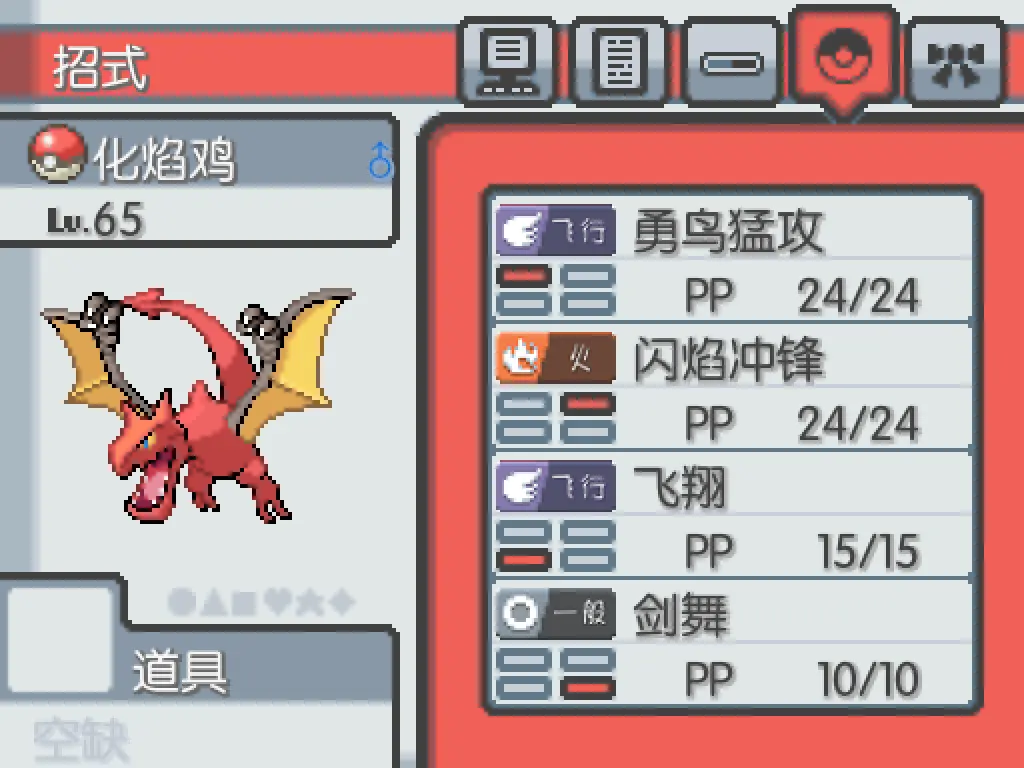 招式
化焰鸡 ♂
Lv.65
道具
空缺
飞行 勇鸟猛攻
PP 24/24
火 闪焰冲锋
PP 24/24
飞行 飞翔
PP 15/15
一般 剑舞
PP 10/10